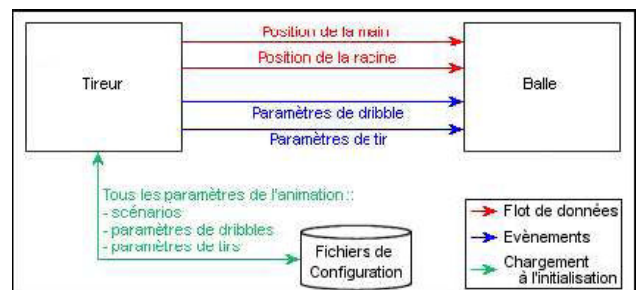 Position de la main
Position de la racine
Tireur
Balle
Paramètres de dribble
Paramètres de tir
Tous les paramètres de l'animation ::
- scénarios
- paramètres de dribbles
- paramètres de tirs
Fichiers de
Configuration
Flot de données
Evènements
Chargement
à l'initialisation